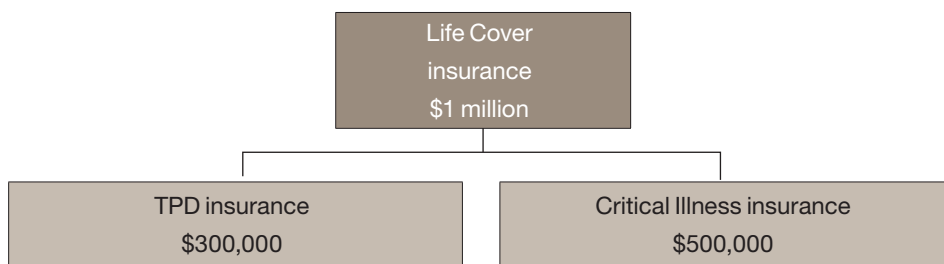 Life Cover
insurance
$1 million
TPD insurance
$300,000
Critical Illness insurance
$500,000